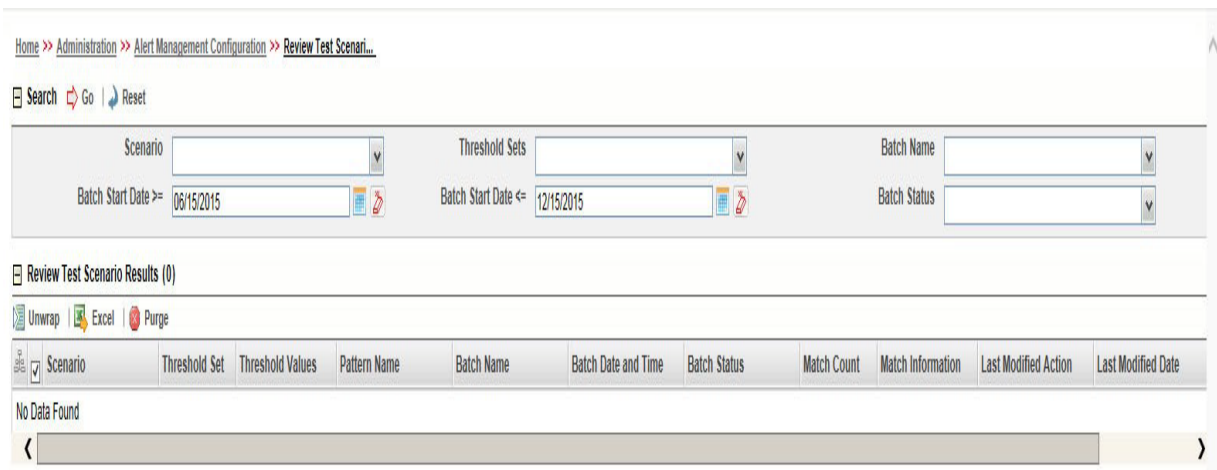 Home >> Administration >> Alert Management Configuration >> Review Test Scenari...
Search Go | Reset
Scenario Threshold Sets Batch Name
Batch Start Date >= 06/15/2015 Batch Start Date <= 12/15/2015 Batch Status
Review Test Scenario Results (0)
Unwrap | Excel | Purge
Scenario Threshold Set Threshold Values Pattern Name Batch Name Batch Date and Time Batch Status Match Count Match Information Last Modified Action Last Modified Date
No Data Found